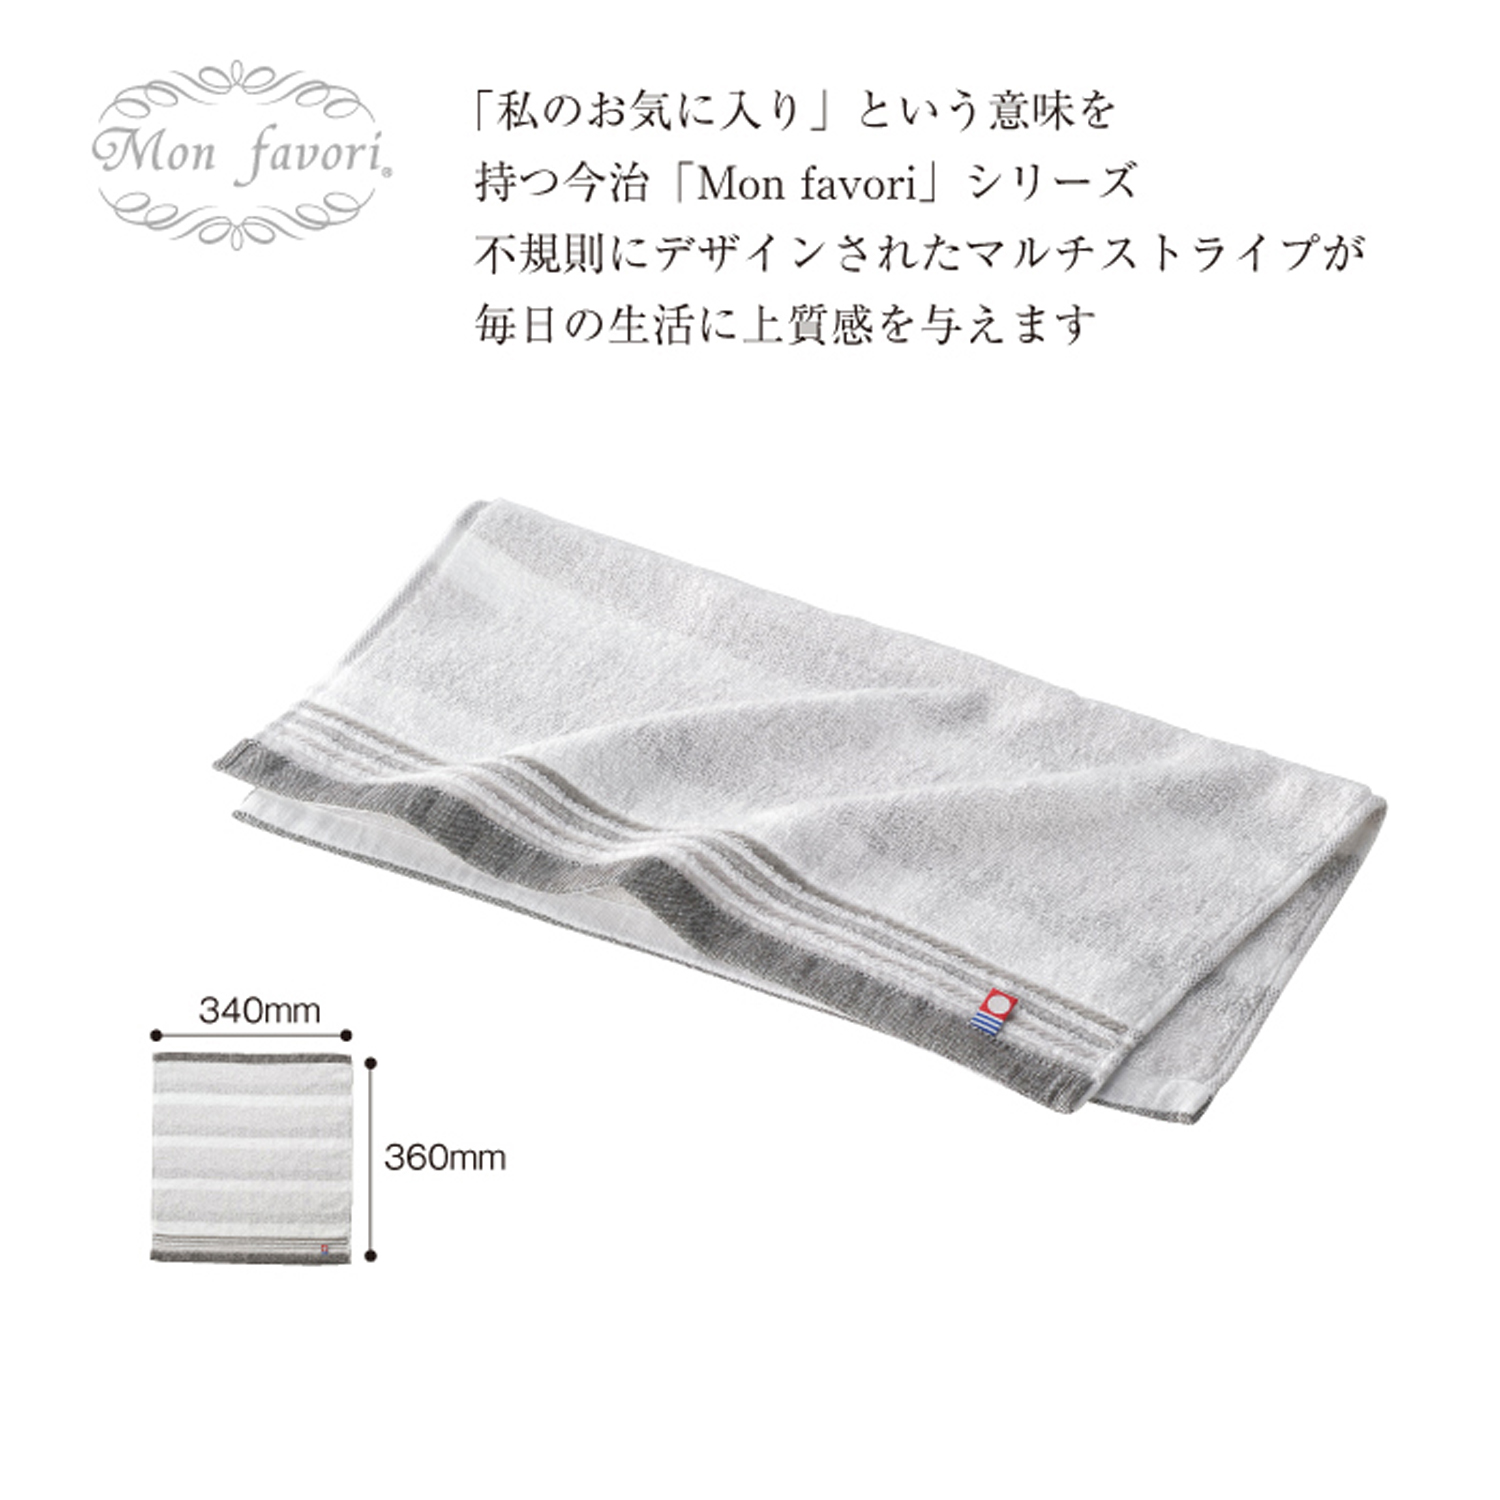 Mon favori®
「私のお気に入り」という意味を
持つ今治「Mon favori」シリーズ
不規則にデザインされたマルチストライプが
毎日の生活に上質感を与えます
340mm
360mm